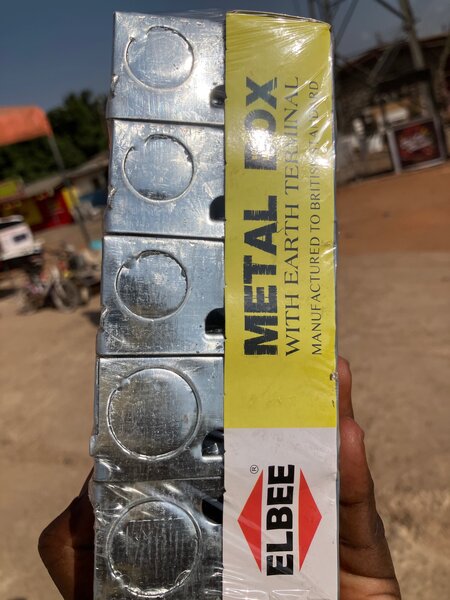 METAL BOX
WITH EARTH TERMINAL
MANUFACTURED TO BRITISH STANDARD
ELBEE
®